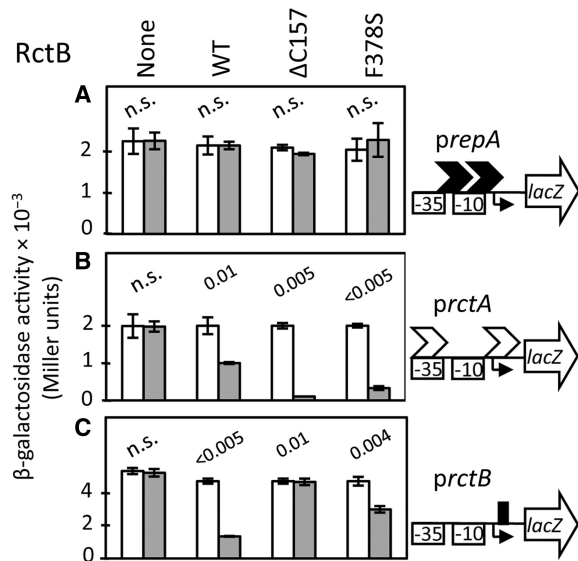 RctB None WT ΔC157 F378S
A
n.s. n.s. n.s. n.s.
2
1
0
prepA
-35 -10 lacZ
B
n.s. 0.01 0.005 <0.005
2
1
0
prctA
-35 -10 lacZ
C
n.s. <0.005 0.01 0.004
4
2
0
prctB
-35 -10 lacZ
β-galactosidase activity × 10⁻³
(Miller units)